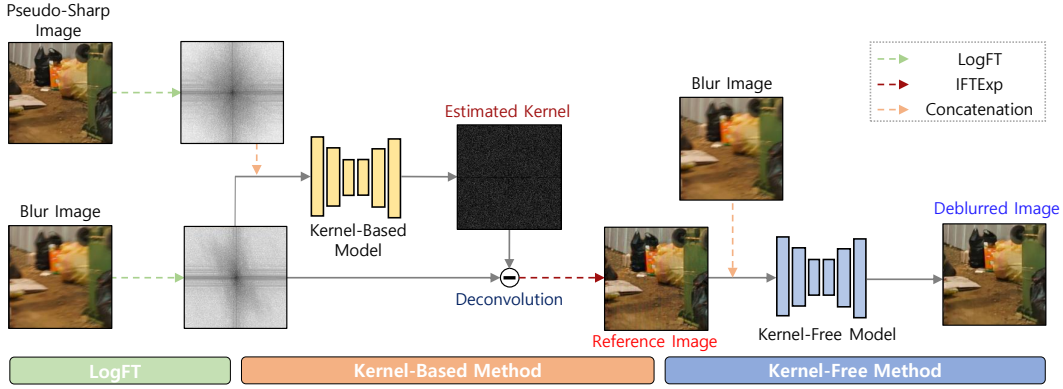 Pseudo-Sharp
Image
LogFT
IFTExp
Concatenation
Blur Image
Estimated Kernel
Blur Image
Kernel-Based
Model
Deblurred Image
Deconvolution
Reference Image
Kernel-Free Model
LogFT
Kernel-Based Method
Kernel-Free Method